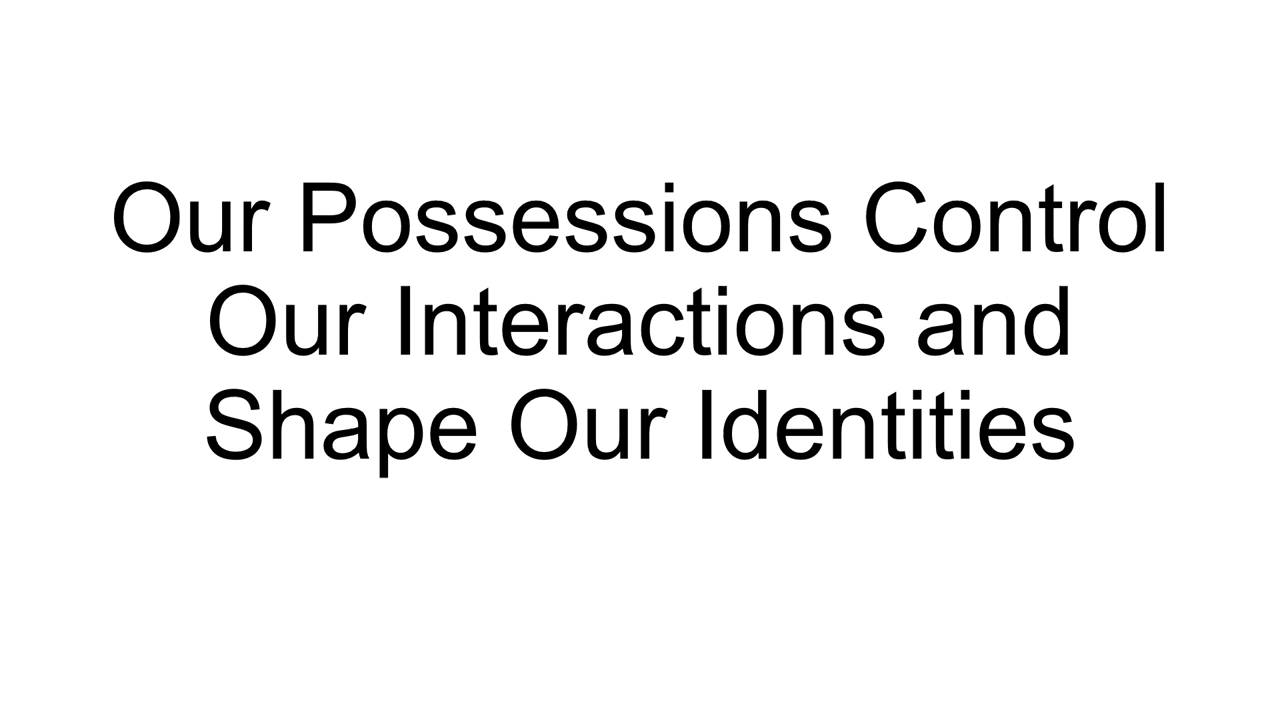 Our Possessions Control
Our Interactions and
Shape Our Identities